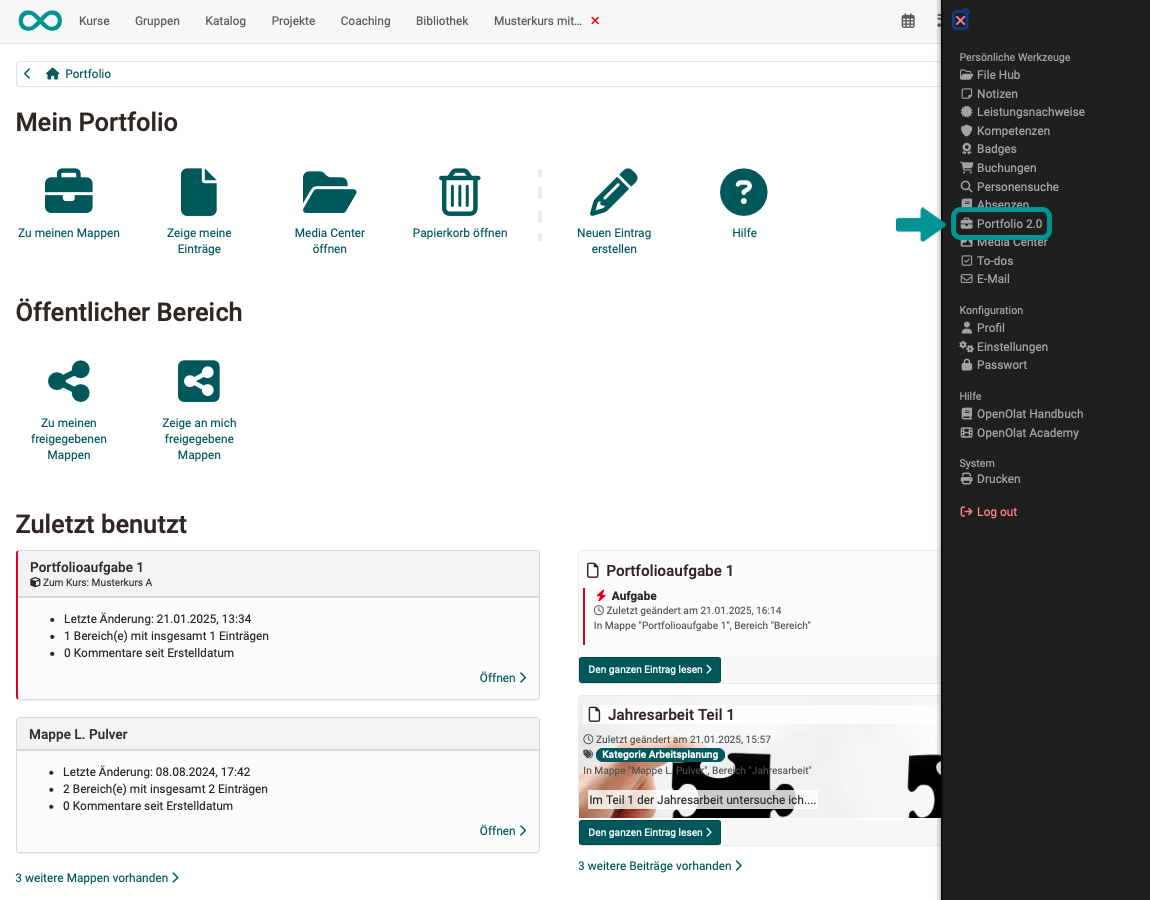 Kurse Gruppen Katalog Projekte Coaching Bibliothek Musterkurs mit...
Portfolio
Mein Portfolio
Zu meinen Mappen
Zeige meine
Einträge
Media Center
öffnen
Papierkorb öffnen
Neuen Eintrag
erstellen
Hilfe
Öffentlicher Bereich
Zu meinen
freigegebenen
Mappen
Zeige an mich
freigegebene
Mappen
Zuletzt benutzt
Portfolioaufgabe 1
Zum Kurs: Musterkurs A
Letzte Änderung: 21.01.2025, 13:34
1 Bereich(e) mit insgesamt 1 Einträgen
0 Kommentare seit Erstelldatum
Öffnen
Mappe L. Pulver
Letzte Änderung: 08.08.2024, 17:42
2 Bereich(e) mit insgesamt 2 Einträgen
0 Kommentare seit Erstelldatum
Öffnen
3 weitere Mappen vorhanden
Portfolioaufgabe 1
Aufgabe
Zuletzt geändert am 21.01.2025, 16:14
In Mappe "Portfolioaufgabe 1", Bereich "Bereich"
Den ganzen Eintrag lesen
Jahresarbeit Teil 1
Zuletzt geändert am 21.01.2025, 15:57
Kategorie Arbeitsplanung
In Mappe "Mappe L. Pulver", Bereich "Jahresarbeit"
Im Teil 1 der Jahresarbeit untersuche ich....
Den ganzen Eintrag lesen
3 weitere Beiträge vorhanden
Persönliche Werkzeuge
File Hub
Notizen
Leistungsnachweise
Kompetenzen
Badges
Buchungen
Personensuche
Absenzen
Portfolio 2.0
Media Center
To-dos
E-Mail
Konfiguration
Profil
Einstellungen
Passwort
Hilfe
OpenOlat Handbuch
OpenOlat Academy
System
Drucken
Log out